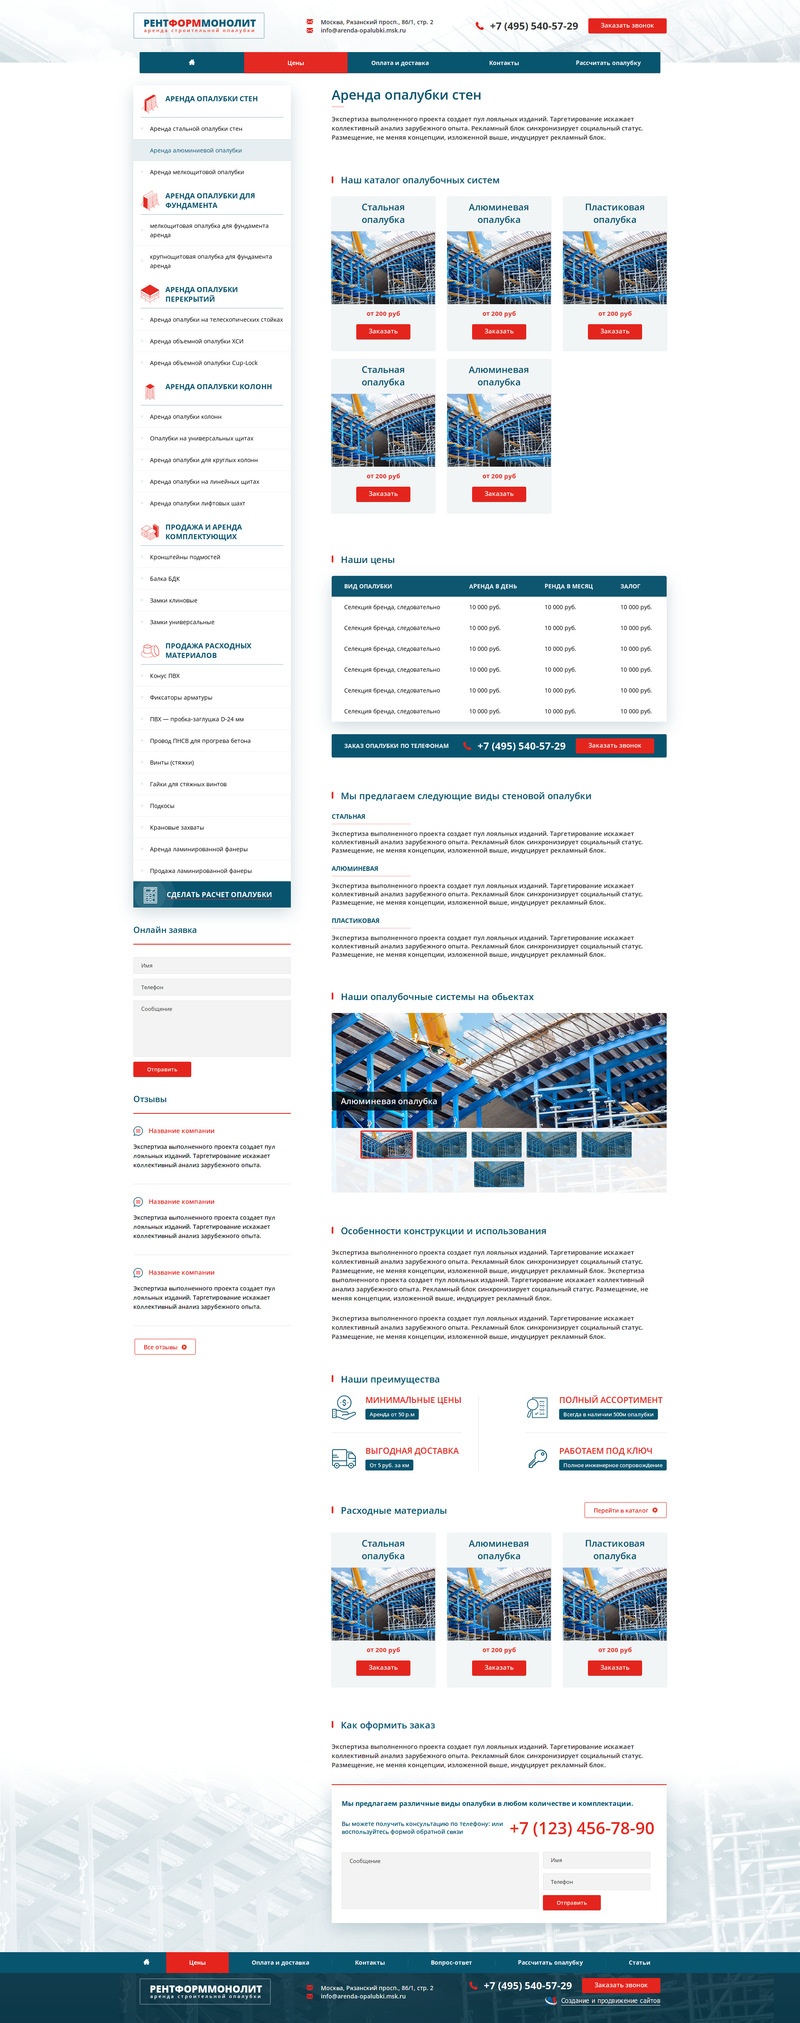 РЕНТФОРММОНОЛИТ
аренда строительной опалубки
Москва, Рязанский просп., 86/1, стр. 2
info@arenda-opalubki.msk.ru
+7 (495) 540-57-29
Заказать звонок
Цены
Оплата и доставка
Контакты
Рассчитать опалубку
АРЕНДА ОПАЛУБКИ СТЕН
Аренда стальной опалубки стен
Аренда алюминиевой опалубки
Аренда мелкощитовой опалубки
АРЕНДА ОПАЛУБКИ ДЛЯ
ФУНДАМЕНТА
мелкощитовая опалубка для фундамента
аренда
крупнощитовая опалубка для фундамента
аренда
АРЕНДА ОПАЛУБКИ
ПЕРЕКРЫТИЙ
Аренда опалубки на телескопических стойках
Аренда объемной опалубки ХСИ
Аренда объемной опалубки Cup-Lock
АРЕНДА ОПАЛУБКИ КОЛОНН
Аренда опалубки колонн
Опалубки на универсальных щитах
Аренда опалубки для круглых колонн
Аренда опалубки на линейных щитах
Аренда опалубки лифтовых шахт
ПРОДАЖА И АРЕНДА
КОМПЛЕКТУЮЩИХ
Кронштейны подмостей
Балка БДК
Замки клиновые
Замки универсальные
ПРОДАЖА РАСХОДНЫХ
МАТЕРИАЛОВ
Конус ПВХ
Фиксаторы арматуры
ПВХ — пробка-заглушка D-24 мм
Провод ПНСВ для прогрева бетона
Винты (стяжки)
Гайки для стяжных винтов
Подкосы
Крановые захваты
Аренда ламинированной фанеры
Продажа ламинированной фанеры
СДЕЛАТЬ РАСЧЕТ ОПАЛУБКИ
Онлайн заявка
Имя
Телефон
Сообщение
Отправить
Отзывы
Название компании
Экспертиза выполненного проекта создает пул
лояльных изданий. Таргетирование искажает
коллективный анализ зарубежного опыта.
Название компании
Экспертиза выполненного проекта создает пул
лояльных изданий. Таргетирование искажает
коллективный анализ зарубежного опыта.
Название компании
Экспертиза выполненного проекта создает пул
лояльных изданий. Таргетирование искажает
коллективный анализ зарубежного опыта.
Все отзывы
Аренда опалубки стен
Экспертиза выполненного проекта создает пул лояльных изданий. Таргетирование искажает
коллективный анализ зарубежного опыта. Рекламный блок синхронизирует социальный статус.
Размещение, не меняя концепции, изложенной выше, индуцирует рекламный блок.
Наш каталог опалубочных систем
Стальная
опалубка
от 200 руб
Заказать
Алюминевая
опалубка
от 200 руб
Заказать
Пластиковая
опалубка
от 200 руб
Заказать
Стальная
опалубка
от 200 руб
Заказать
Алюминевая
опалубка
от 200 руб
Заказать
Наши цены
ВИД ОПАЛУБКИ АРЕНДА В ДЕНЬ РЕНДА В МЕСЯЦ ЗАЛОГ
Селекция бренда, следовательно 10 000 руб. 10 000 руб. 10 000 руб.
Селекция бренда, следовательно 10 000 руб. 10 000 руб. 10 000 руб.
Селекция бренда, следовательно 10 000 руб. 10 000 руб. 10 000 руб.
Селекция бренда, следовательно 10 000 руб. 10 000 руб. 10 000 руб.
Селекция бренда, следовательно 10 000 руб. 10 000 руб. 10 000 руб.
Селекция бренда, следовательно 10 000 руб. 10 000 руб. 10 000 руб.
ЗАКАЗ ОПАЛУБКИ ПО ТЕЛЕФОНАМ +7 (495) 540-57-29 Заказать звонок
Мы предлагаем следующие виды стеновой опалубки
СТАЛЬНАЯ
Экспертиза выполненного проекта создает пул лояльных изданий. Таргетирование искажает
коллективный анализ зарубежного опыта. Рекламный блок синхронизирует социальный статус.
Размещение, не меняя концепции, изложенной выше, индуцирует рекламный блок.
АЛЮМИНЕВАЯ
Экспертиза выполненного проекта создает пул лояльных изданий. Таргетирование искажает
коллективный анализ зарубежного опыта. Рекламный блок синхронизирует социальный статус.
Размещение, не меняя концепции, изложенной выше, индуцирует рекламный блок.
ПЛАСТИКОВАЯ
Экспертиза выполненного проекта создает пул лояльных изданий. Таргетирование искажает
коллективный анализ зарубежного опыта. Рекламный блок синхронизирует социальный статус.
Размещение, не меняя концепции, изложенной выше, индуцирует рекламный блок.
Наши опалубочные системы на обьектах
Алюминевая опалубка
Особенности конструкции и использования
Экспертиза выполненного проекта создает пул лояльных изданий. Таргетирование искажает
коллективный анализ зарубежного опыта. Рекламный блок синхронизирует социальный статус.
Размещение, не меняя концепции, изложенной выше, индуцирует рекламный блок. Экспертиза
выполненного проекта создает пул лояльных изданий. Таргетирование искажает коллективный
анализ зарубежного опыта. Рекламный блок синхронизирует социальный статус. Размещение, не
меняя концепции, изложенной выше, индуцирует рекламный блок.
Экспертиза выполненного проекта создает пул лояльных изданий. Таргетирование искажает
коллективный анализ зарубежного опыта. Рекламный блок синхронизирует социальный статус.
Размещение, не меняя концепции, изложенной выше, индуцирует рекламный блок.
Наши преимущества
МИНИМАЛЬНЫЕ ЦЕНЫ
Аренда от 50 р.м
ПОЛНЫЙ АССОРТИМЕНТ
Всегда в наличии 500м опалубки
ВЫГОДНАЯ ДОСТАВКА
От 5 руб. за км
РАБОТАЕМ ПОД КЛЮЧ
Полное инженерное сопровождение
Расходные материалы
Перейти в каталог
Стальная
опалубка
от 200 руб
Заказать
Алюминевая
опалубка
от 200 руб
Заказать
Пластиковая
опалубка
от 200 руб
Заказать
Как оформить заказ
Экспертиза выполненного проекта создает пул лояльных изданий. Таргетирование искажает
коллективный анализ зарубежного опыта. Рекламный блок синхронизирует социальный статус.
Размещение, не меняя концепции, изложенной выше, индуцирует рекламный блок.
Мы предлагаем различные виды опалубки в любом количестве и комплектации.
Вы можете получить консультацию по телефону: или
воспользуйтесь формой обратной связи
+7 (123) 456-78-90
Сообщение
Имя
Телефон
Отправить
Цены
Оплата и доставка
Контакты
Вопрос-ответ
Рассчитать опалубку
Статьи
РЕНТФОРММОНОЛИТ
аренда строительной опалубки
Москва, Рязанский просп., 86/1, стр. 2
info@arenda-opalubki.msk.ru
+7 (495) 540-57-29
Заказать звонок
Создание и продвижение сайтов